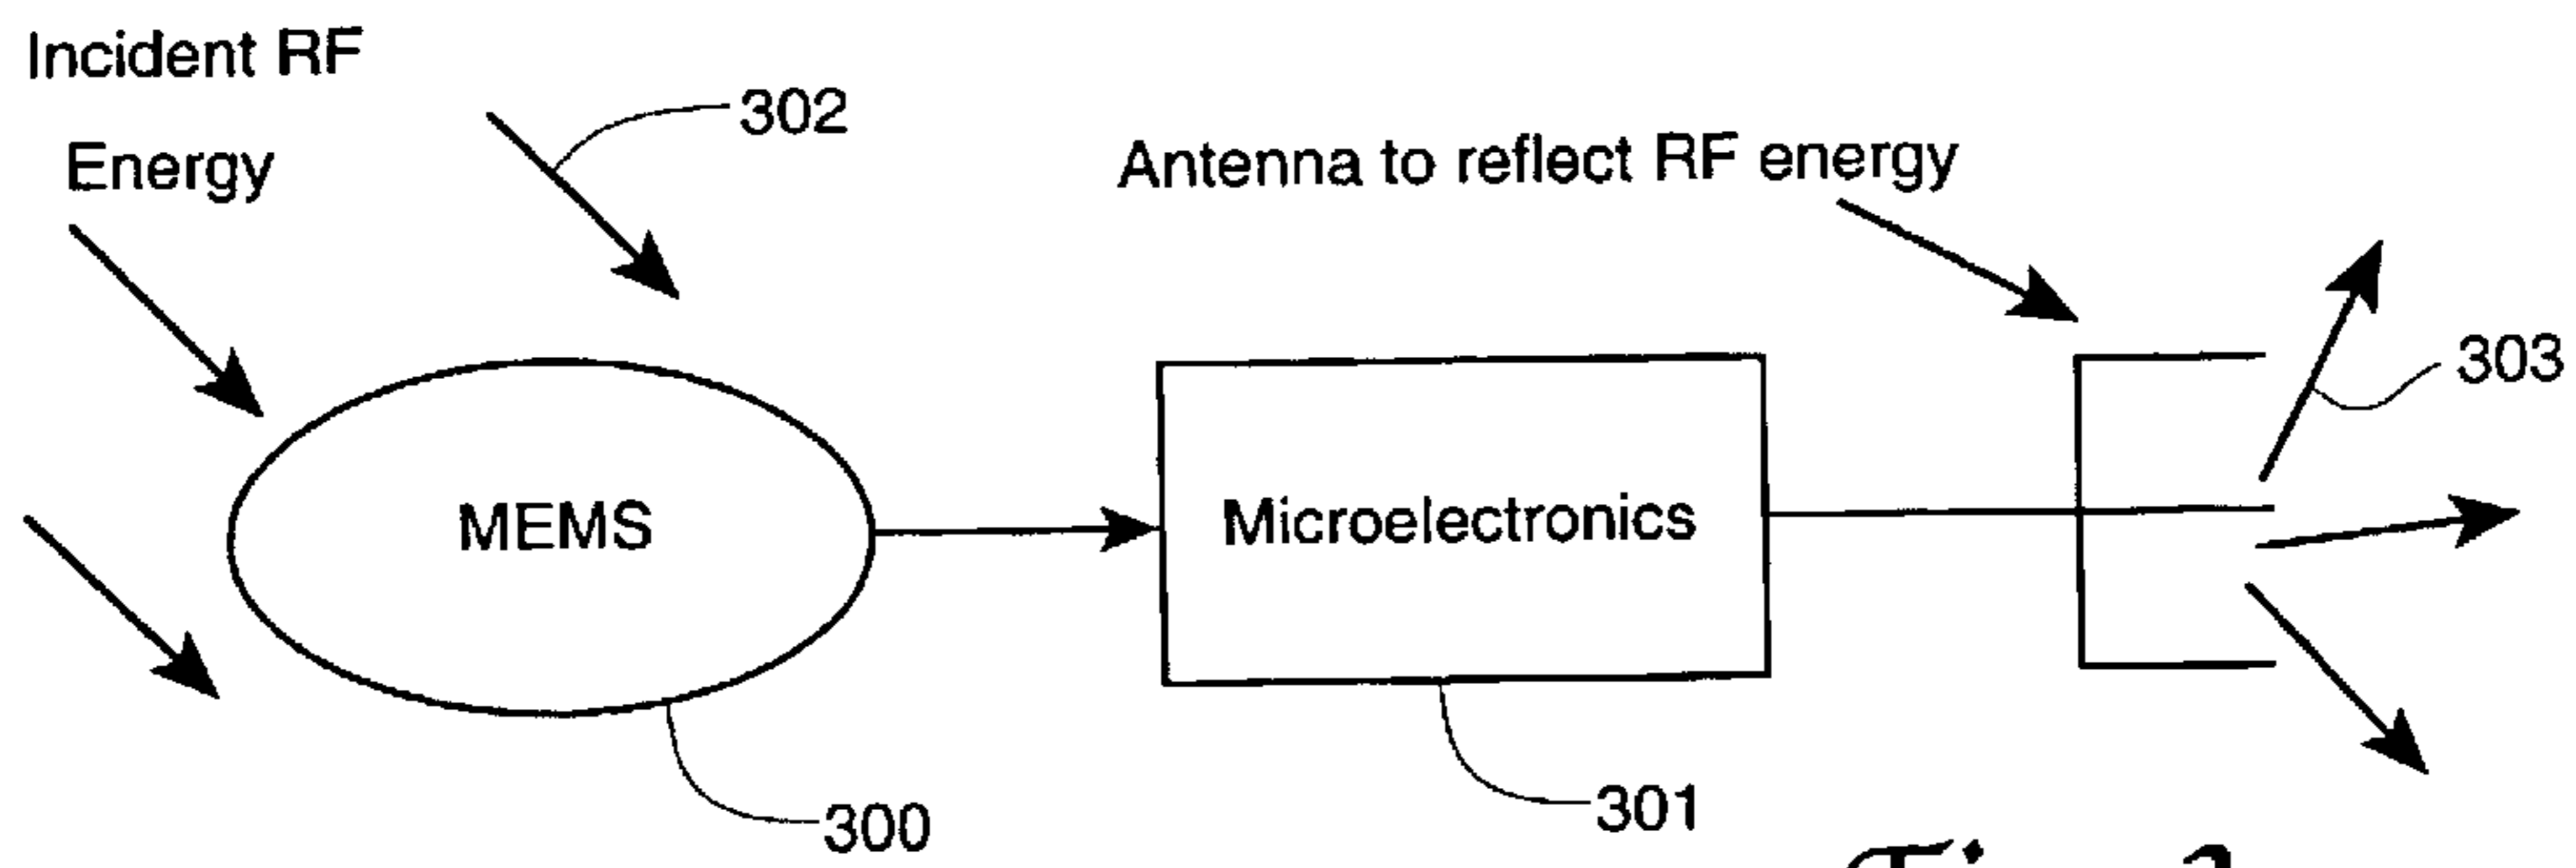 Incident RF
Energy
302
Antenna to reflect RF energy
303
MEMS
Microelectronics
300
301